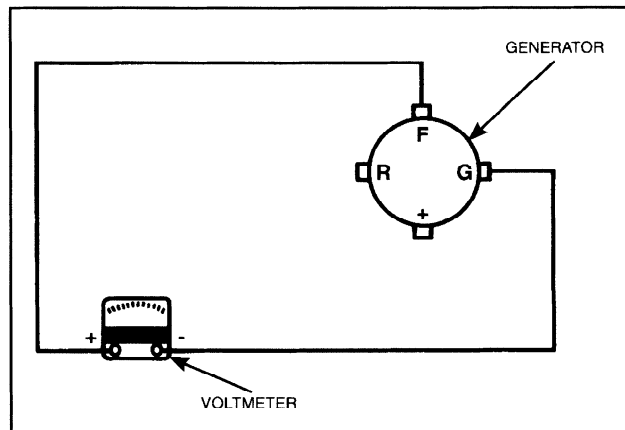 GENERATOR
F
R
G
+
+
-
VOLTMETER